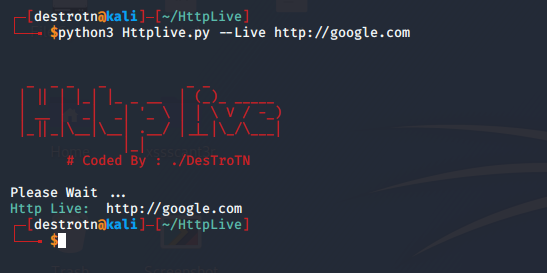 [destrotn@kali]-[~/HttpLive]
$python3 Httplive.py --Live http://google.com
Httplive
# Coded By : ./DesTroTN
Please Wait ...
Http Live: http://google.com
[destrotn@kali]-[~/HttpLive]
$